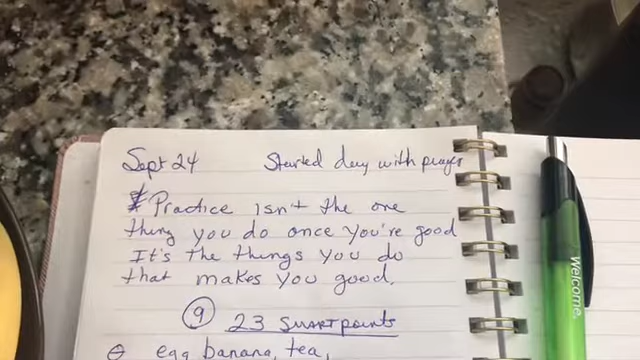 Sept 24 Started day with prayer
Practice isn't the one
thing you do once you're good
It's the things you do
that makes you good.
9 23 SMARTPOINTS
egg banana, tea,
welcome.